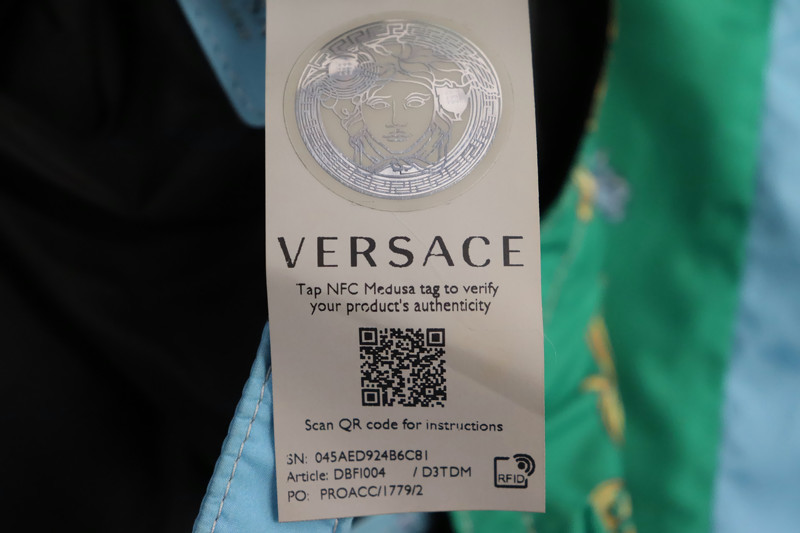 VERSACE
Tap NFC Medusa tag to verify
your product's authenticity
Scan QR code for instructions
SN: 045AED924B6C81
Article: DBFI004 / D3TDM
PO: PROACC/1779/2
RFID